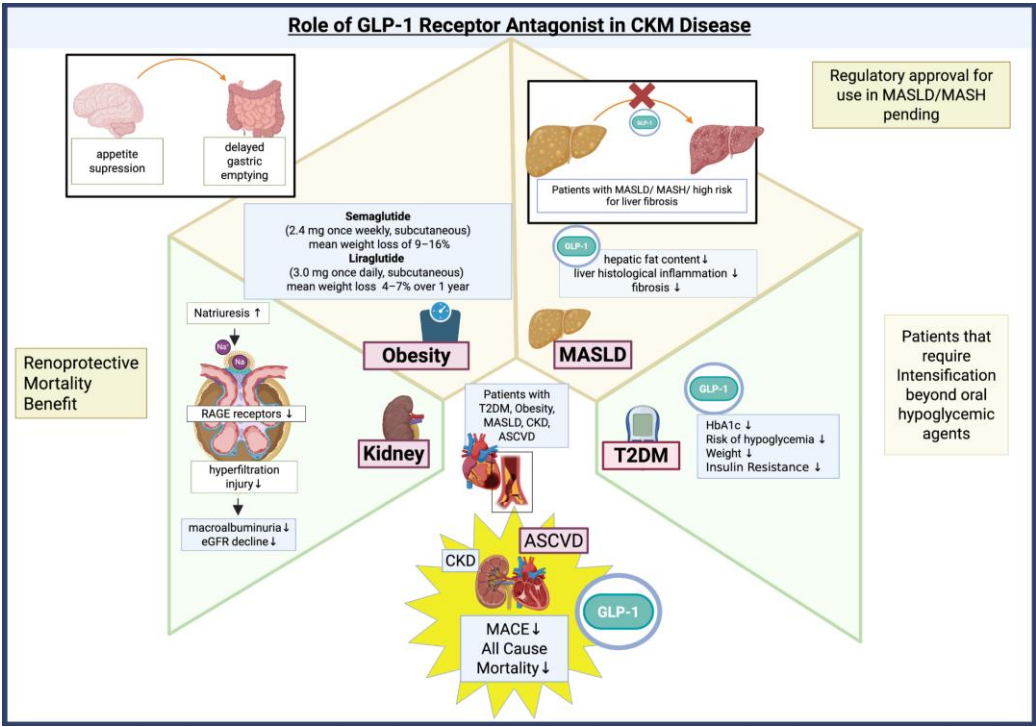 Role of GLP-1 Receptor Antagonist in CKM Disease
appetite
supression
delayed
gastric
emptying
GLP-1
Patients with MASLD/ MASH/ high risk
for liver fibrosis
Regulatory approval for
use in MASLD/MASH
pending
Semaglutide
(2.4 mg once weekly, subcutaneous)
mean weight loss of 9–16%
Liraglutide
(3.0 mg once daily, subcutaneous)
mean weight loss 4–7% over 1 year
GLP-1
hepatic fat content↓
liver histological inflammation ↓
fibrosis ↓
Obesity
MASLD
Renoprotective
Mortality
Benefit
Natriuresis ↑
Na⁺
Na
RAGE receptors ↓
hyperfiltration
injury↓
macroalbuminuria↓
eGFR decline↓
Kidney
Patients with
T2DM, Obesity,
MASLD, CKD,
ASCVD
T2DM
GLP-1
HbA1c ↓
Risk of hypoglycemia ↓
Weight ↓
Insulin Resistance ↓
Patients that
require
Intensification
beyond oral
hypoglycemic
agents
CKD
ASCVD
GLP-1
MACE↓
All Cause
Mortality↓